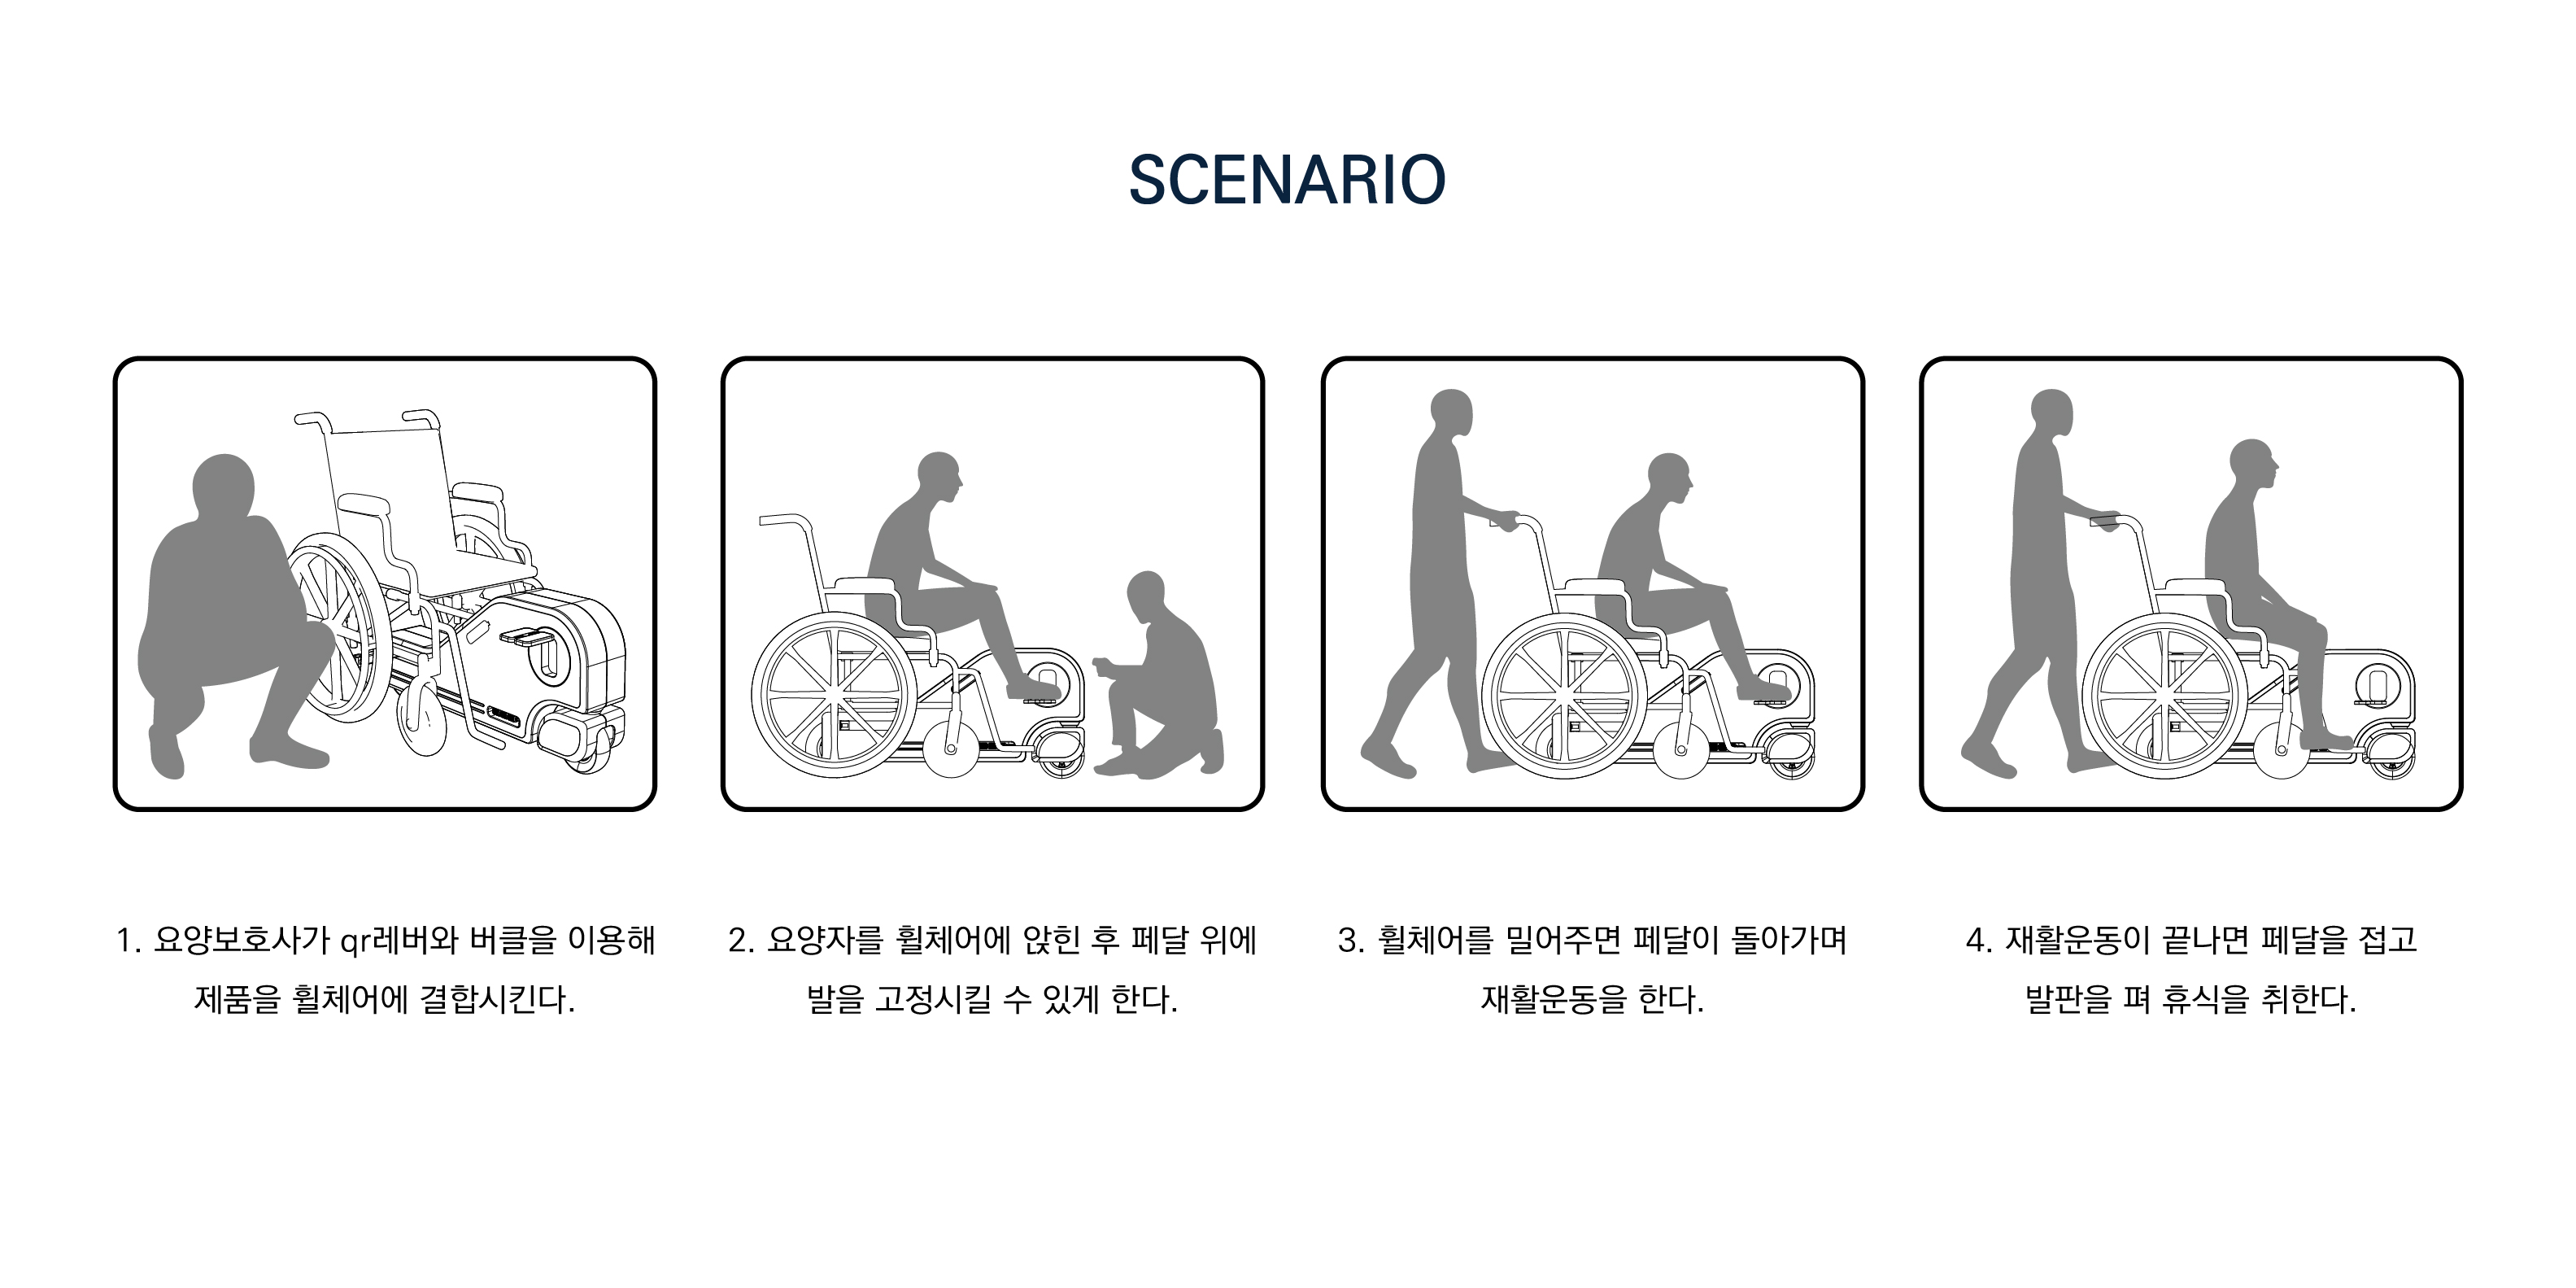 SCENARIO
1. 요양보호사가 qr레버와 버클을 이용해
제품을 휠체어에 결합시킨다.
2. 요양자를 휠체어에 앉힌 후 페달 위에
발을 고정시킬 수 있게 한다.
3. 휠체어를 밀어주면 페달이 돌아가며
재활운동을 한다.
4. 재활운동이 끝나면 페달을 접고
발판을 펴 휴식을 취한다.